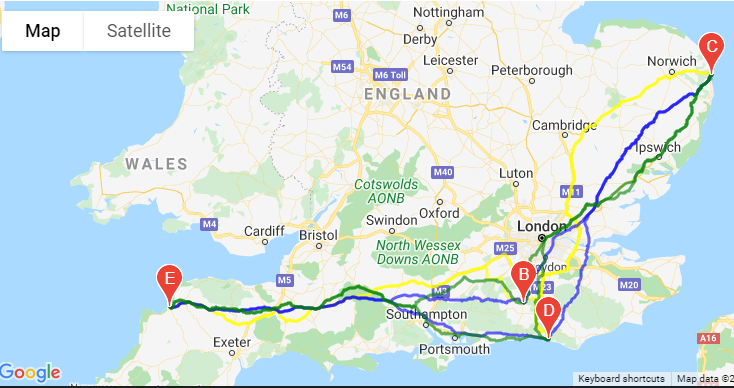 National Park
Map
Satellite
M6
Nottingham
Derby
Leicester
M54
M6 Toll
Peterborough
Norwich
C
ENGLAND
Cambridge
WALES
Ipswich
Luton
M40
M11
Cotswolds
AONB
Oxford
M4
Cardiff
Bristol
Swindon
London
North Wessex
Downs AONB
M25
M5
E
B
oydon
M23
M20
Southampton
D
Portsmouth
Exeter
A16
Google
Keyboard shortcuts
Map data ©2